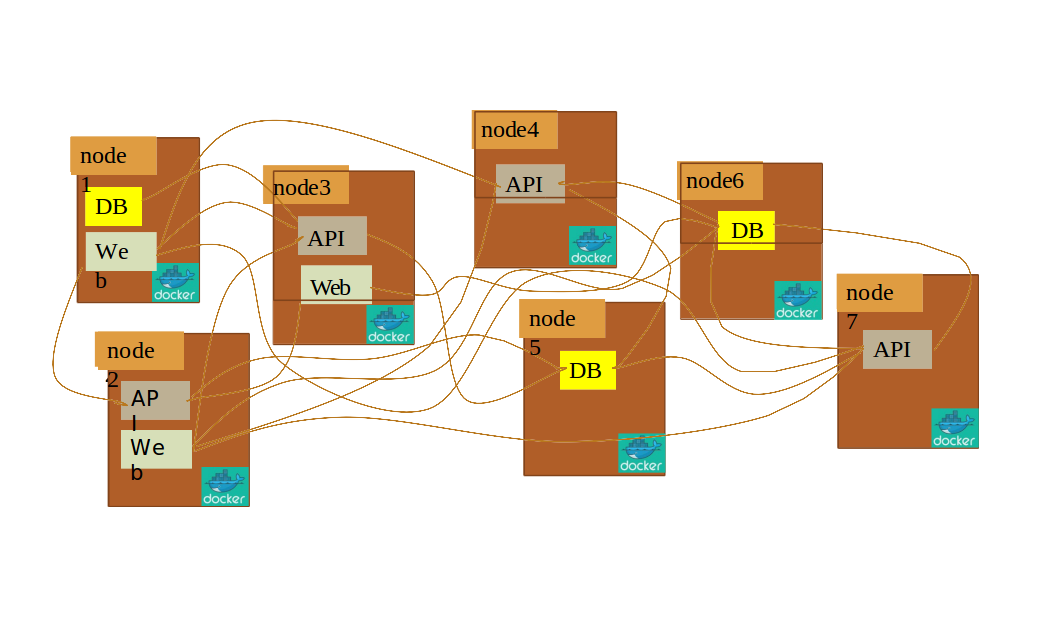 node
1
DB
We
b
docker
node
2
AP
I
We
b
docker
node3
API
Web
docker
node4
API
docker
node
5
DB
docker
node6
DB
docker
node
7
API
docker